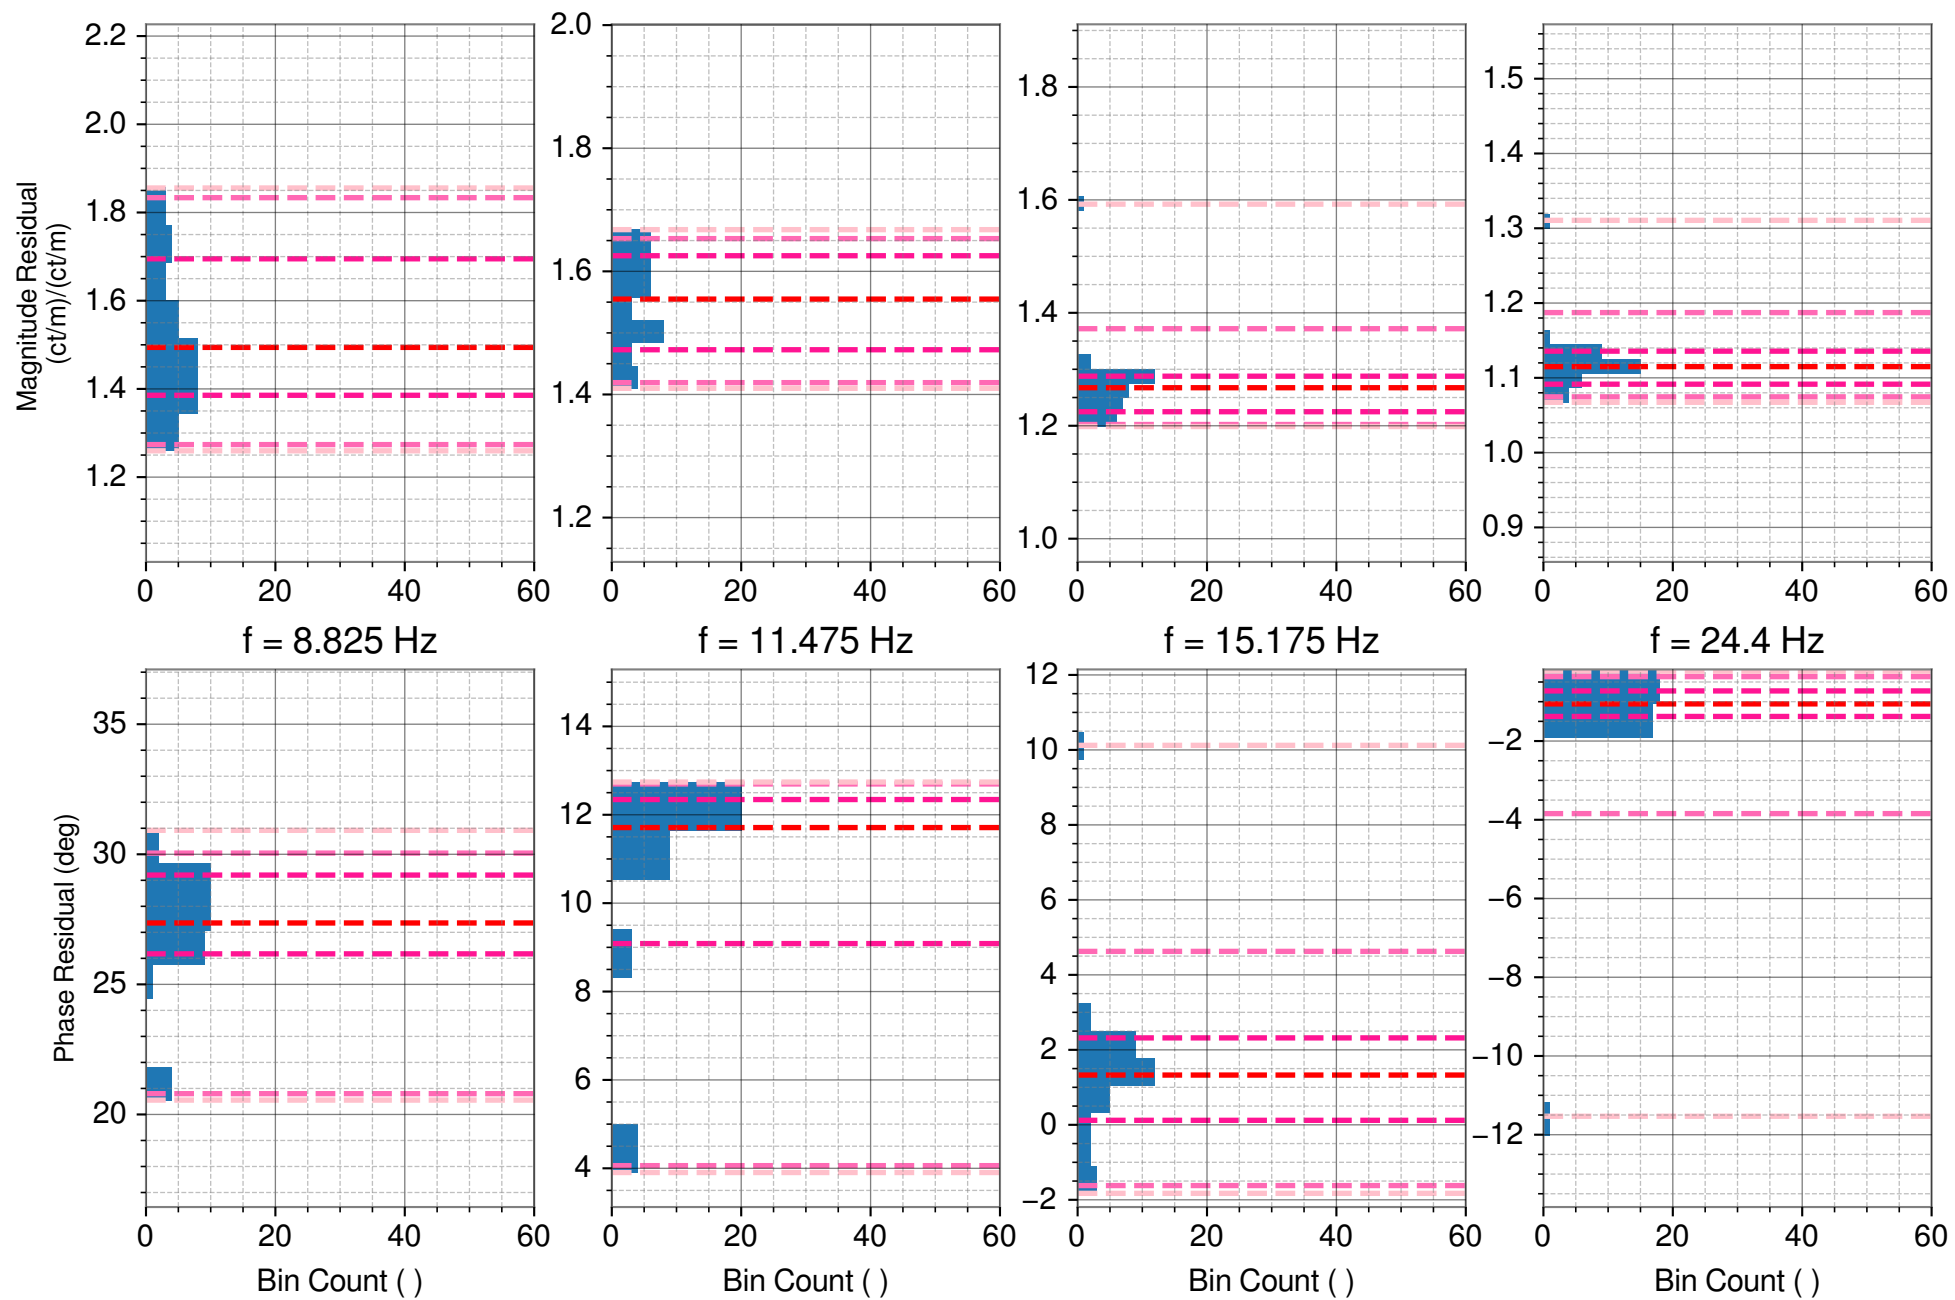 Magnitude Residual
(ct/m)/(ct/m)
2.2
2.0
1.8
1.6
1.4
1.2
0 20 40 60
2.0
1.8
1.6
1.4
1.2
0 20 40 60
1.8
1.6
1.4
1.2
1.0
0 20 40 60
1.5
1.4
1.3
1.2
1.1
1.0
0.9
0 20 40 60
f = 8.825 Hz
f = 11.475 Hz
f = 15.175 Hz
f = 24.4 Hz
Phase Residual (deg)
35
30
25
20
0 20 40 60
Bin Count ( )
14
12
10
8
6
4
0 20 40 60
Bin Count ( )
12
10
8
6
4
2
0
−2
0 20 40 60
Bin Count ( )
−2
−4
−6
−8
−10
−12
0 20 40 60
Bin Count ( )